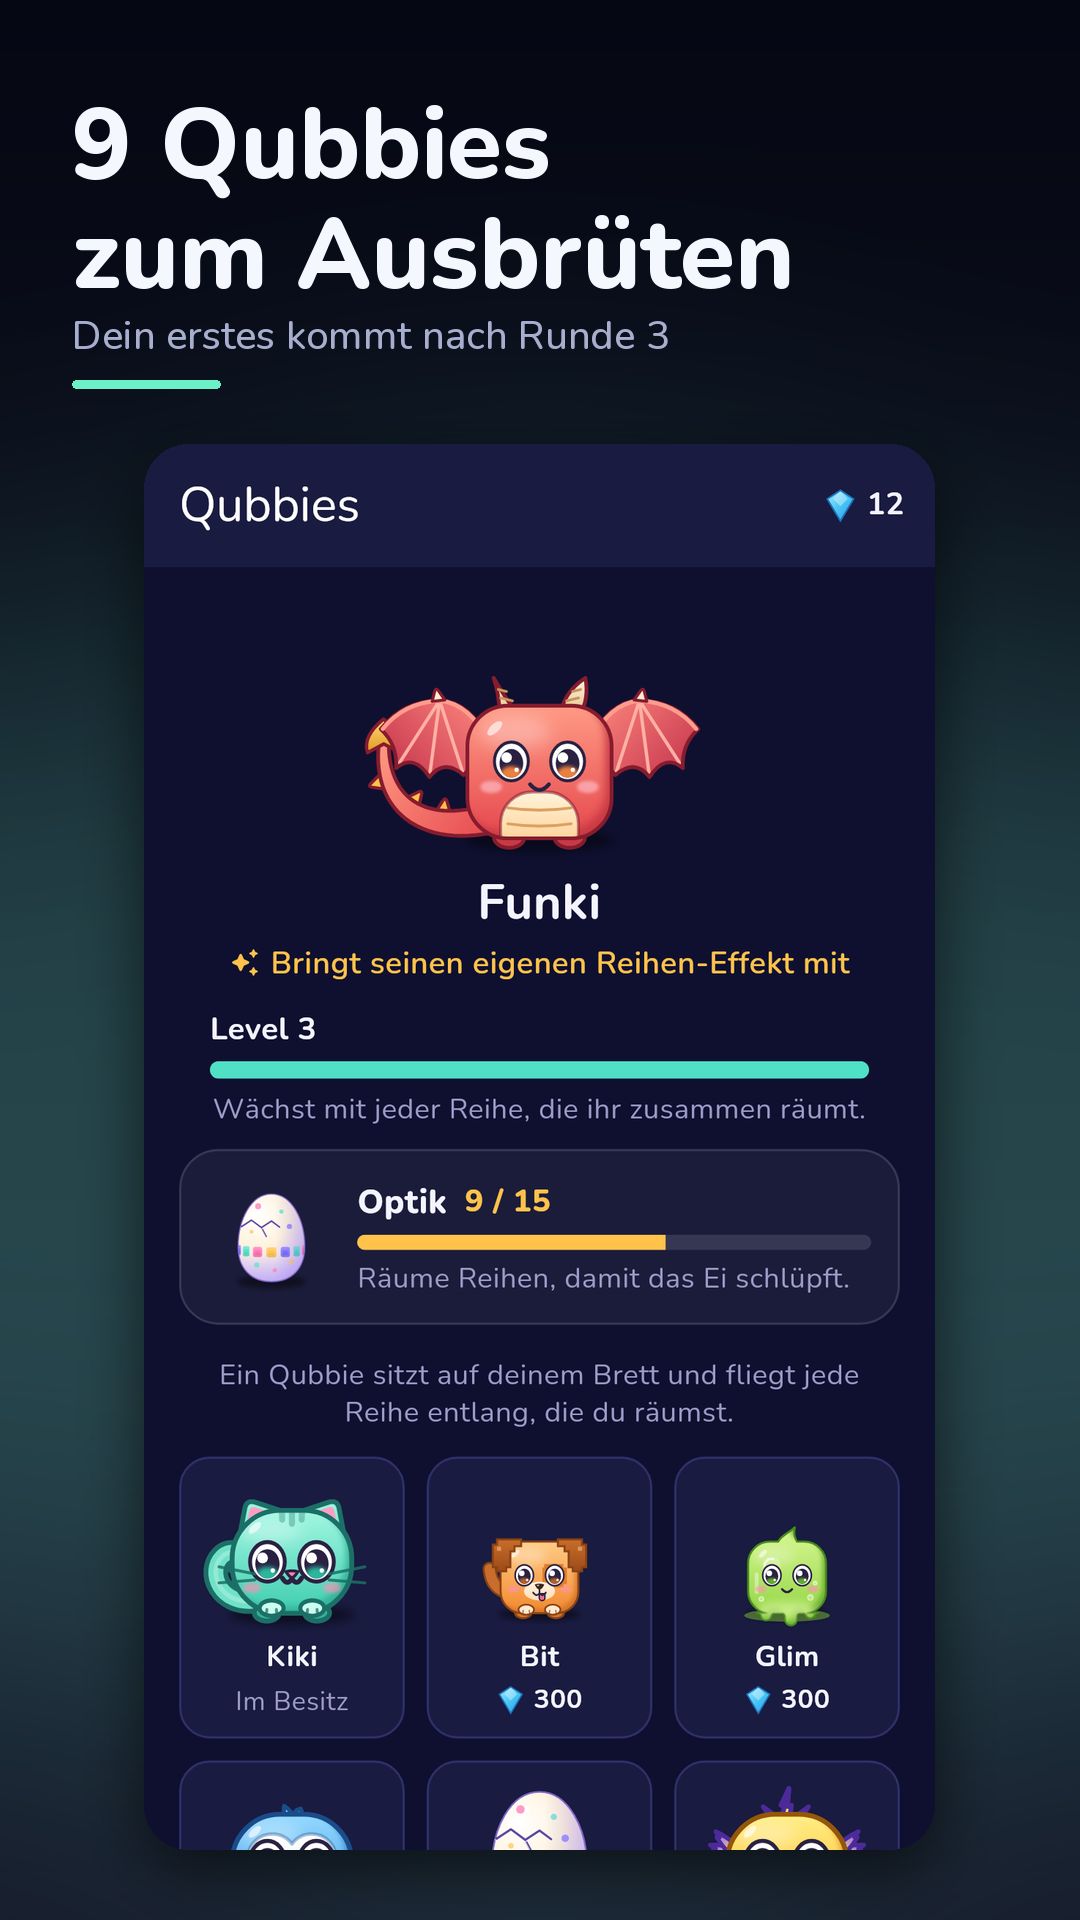 9 Qubbies
zum Ausbrüten
Dein erstes kommt nach Runde 3
Qubbies
12
Funki
Bringt seinen eigenen Reihen-Effekt mit
Level 3
Wächst mit jeder Reihe, die ihr zusammen räumt.
Optik 9 / 15
Räume Reihen, damit das Ei schlüpft.
Ein Qubbie sitzt auf deinem Brett und fliegt jede
Reihe entlang, die du räumst.
Kiki
Im Besitz
Bit
300
Glim
300